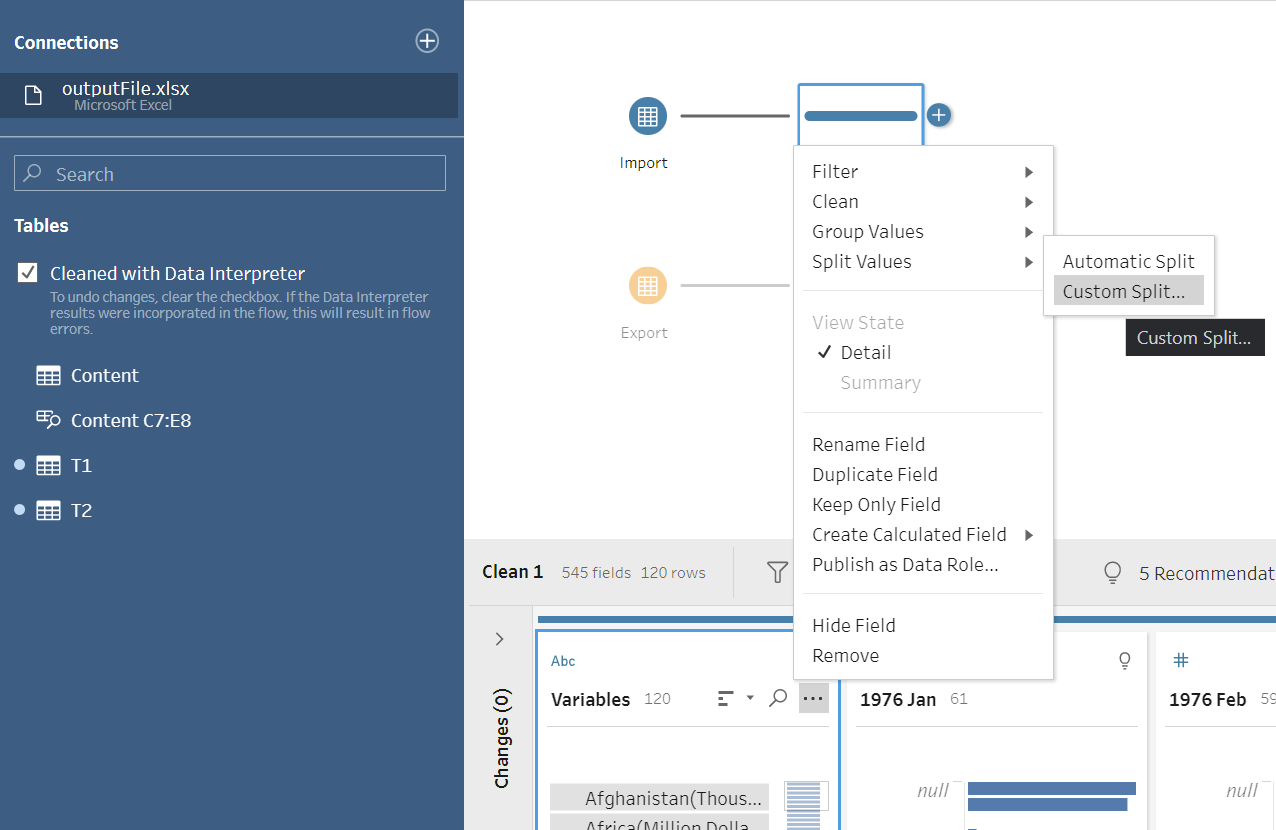 Connections
outputFile.xlsx
Microsoft Excel
Search
Tables
Cleaned with Data Interpreter
To undo changes, clear the checkbox. If the Data Interpreter
results were incorporated in the flow, this will result in flow
errors.
Content
Content C7:E8
T1
T2
Import
Export
Filter
Clean
Group Values
Split Values
Automatic Split
Custom Split...
Custom Split...
View State
Detail
Summary
Rename Field
Duplicate Field
Keep Only Field
Create Calculated Field
Publish as Data Role...
Hide Field
Remove
Clean 1 545 fields 120 rows
5 Recommendat
Changes (0)
Abc
Variables 120
1976 Jan 61
#
1976 Feb 59
Afghanistan(Thous...
Africa(Million Dolla
null
null